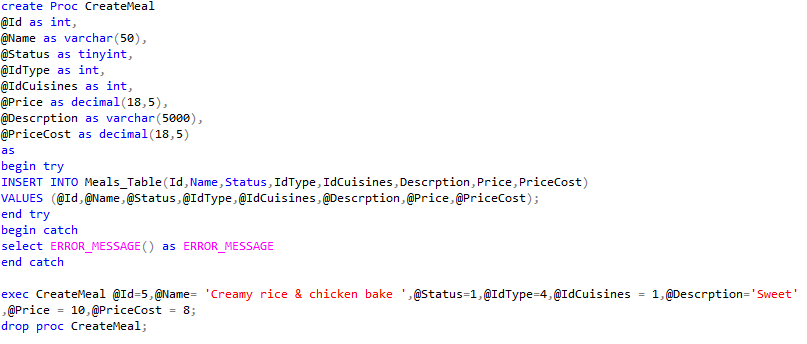 create Proc CreateMeal
@Id as int,
@Name as varchar(50),
@Status as tinyint,
@IdType as int,
@IdCuisines as int,
@Price as decimal(18,5),
@Descrption as varchar(5000),
@PriceCost as decimal(18,5)
as
begin try
INSERT INTO Meals_Table(Id,Name,Status,IdType,IdCuisines,Descrption,Price,PriceCost)
VALUES (@Id,@Name,@Status,@IdType,@IdCuisines,@Descrption,@Price,@PriceCost);
end try
begin catch
select ERROR_MESSAGE() as ERROR_MESSAGE
end catch
exec CreateMeal @Id=5,@Name= 'Creamy rice & chicken bake ',@Status=1,@IdType=4,@IdCuisines = 1,@Descrption='Sweet'
,@Price = 10,@PriceCost = 8;
drop proc CreateMeal;